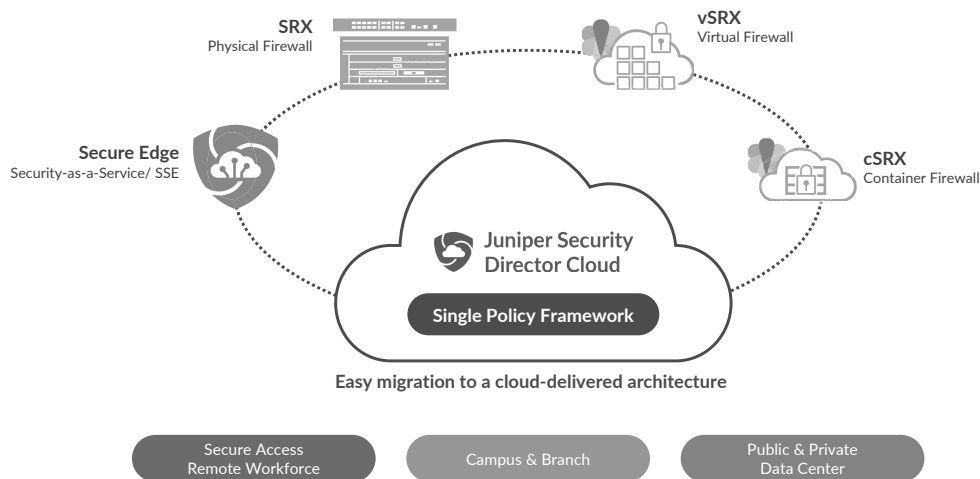 SRX
Physical Firewall
vSRX
Virtual Firewall
Secure Edge
Security-as-a-Service/ SSE
cSRX
Container Firewall
Juniper Security
Director Cloud
Single Policy Framework
Easy migration to a cloud-delivered architecture
Secure Access
Remote Workforce
Campus & Branch
Public & Private
Data Center